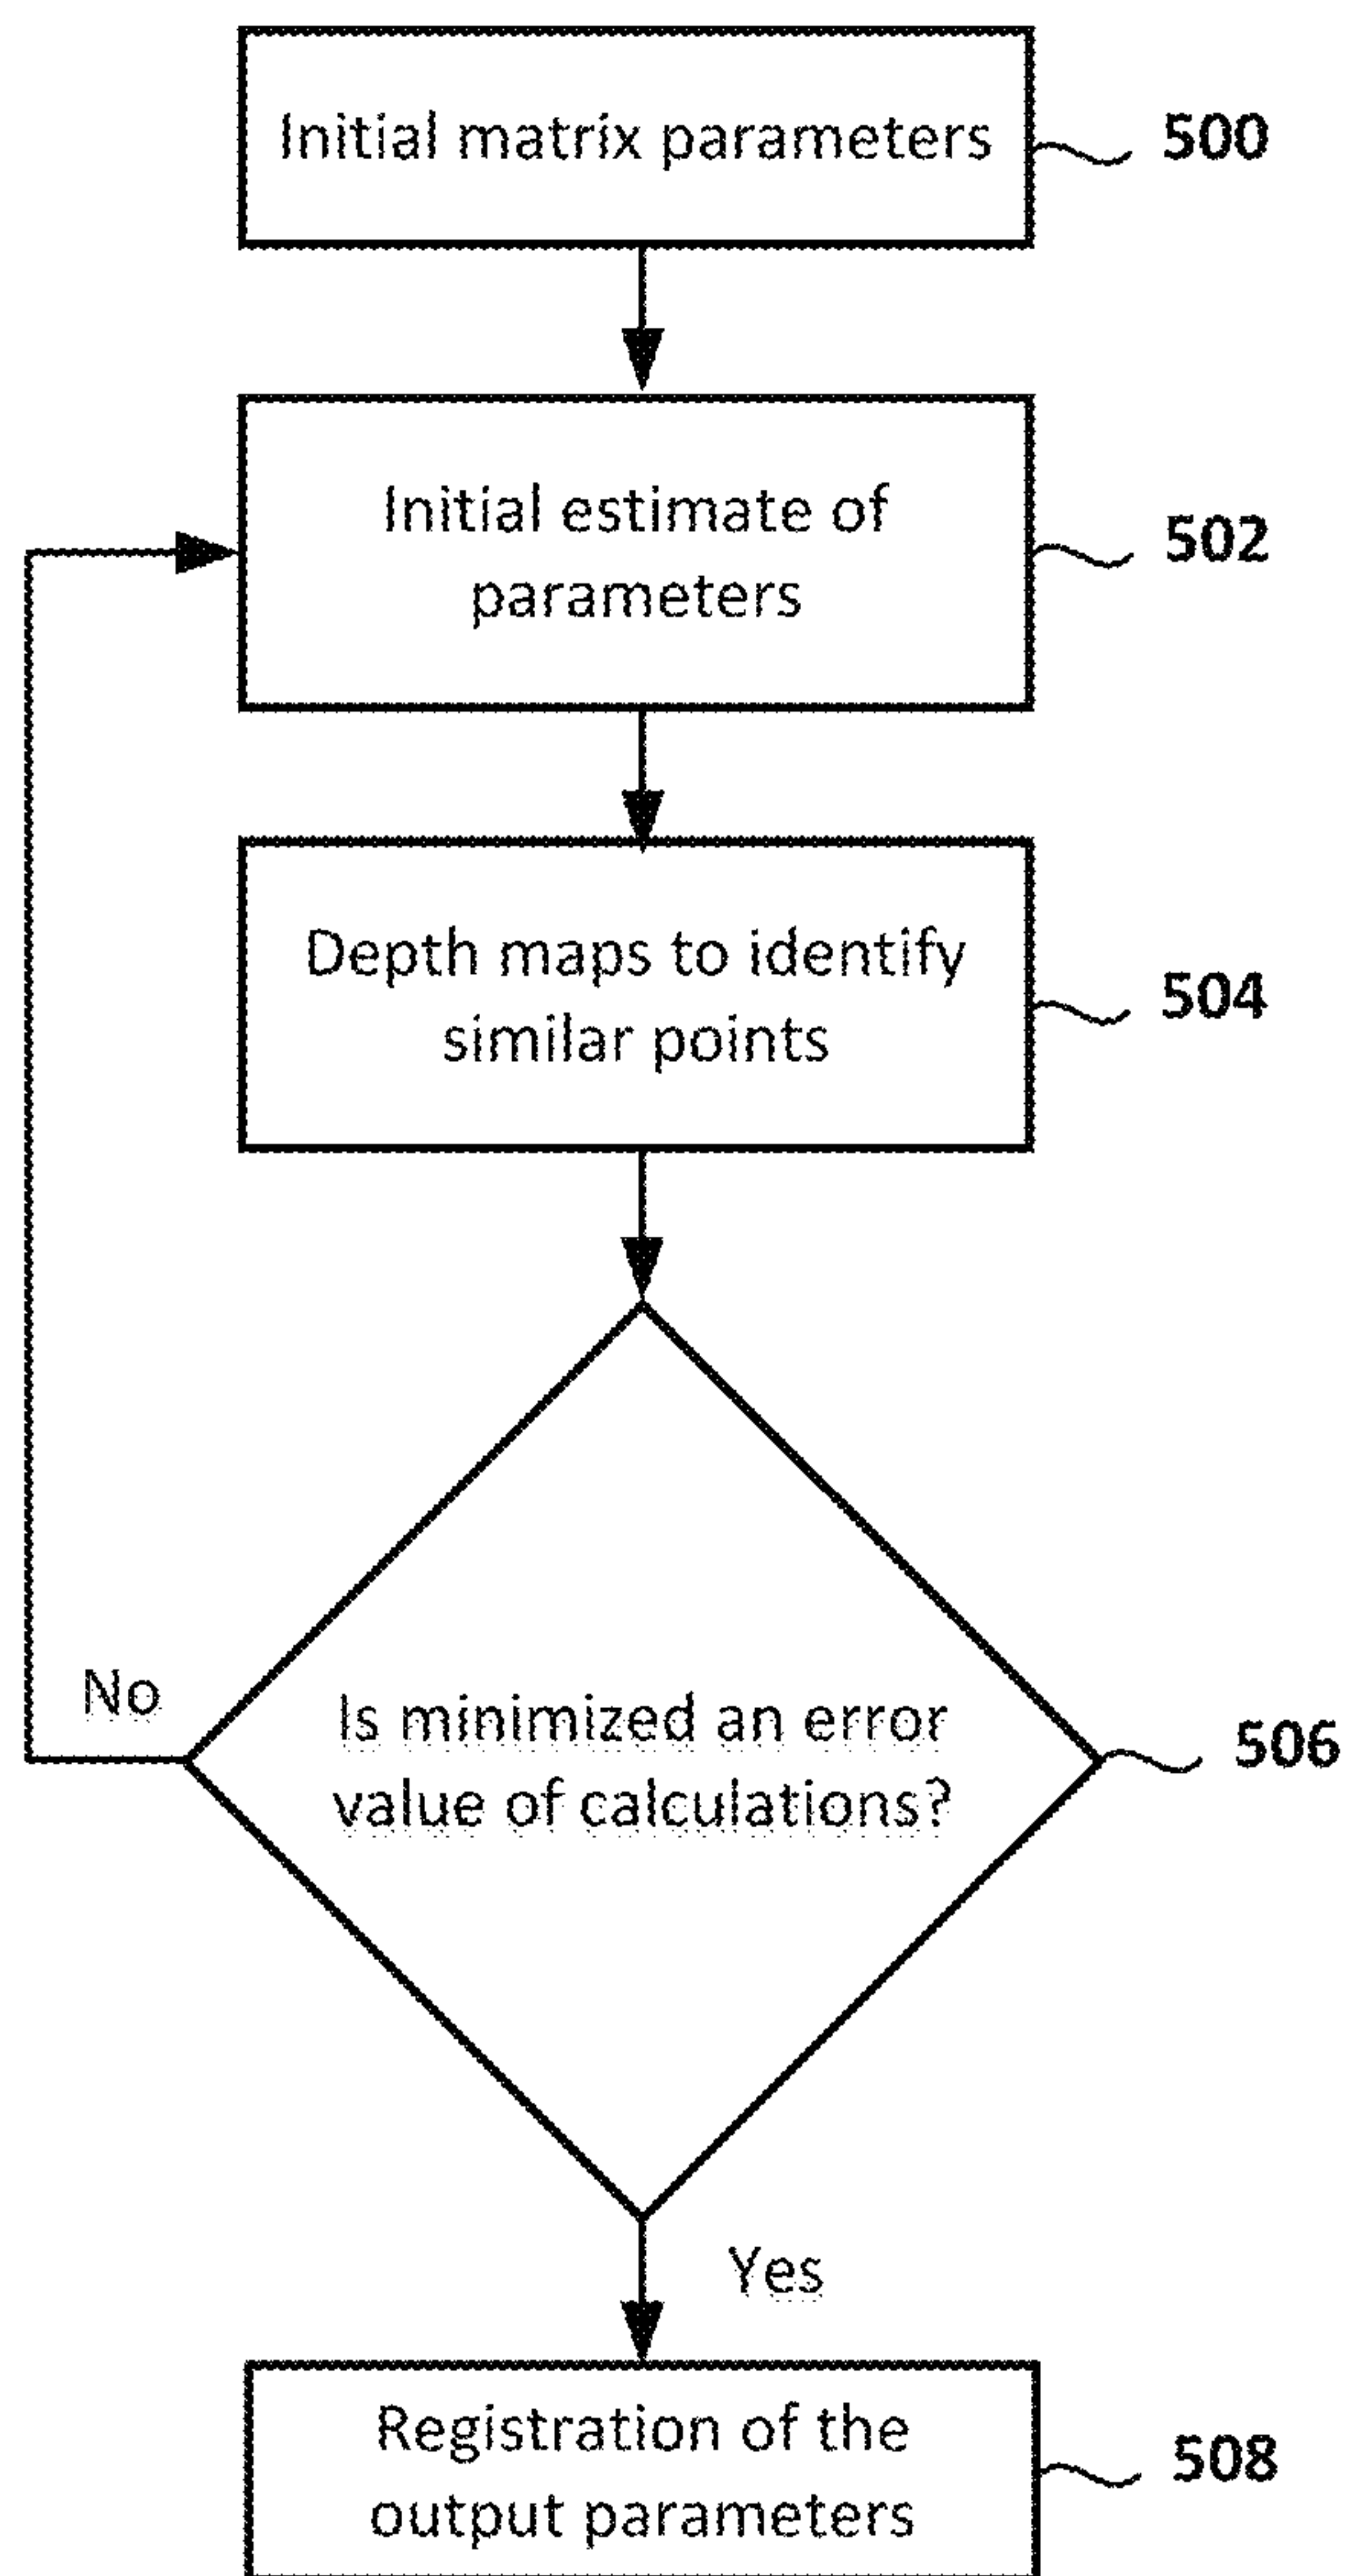 Initial matrix parameters
500
Initial estimate of
parameters
502
Depth maps to identify
similar points
504
No
Is minimized an error
value of calculations?
506
Yes
Registration of the
output parameters
508